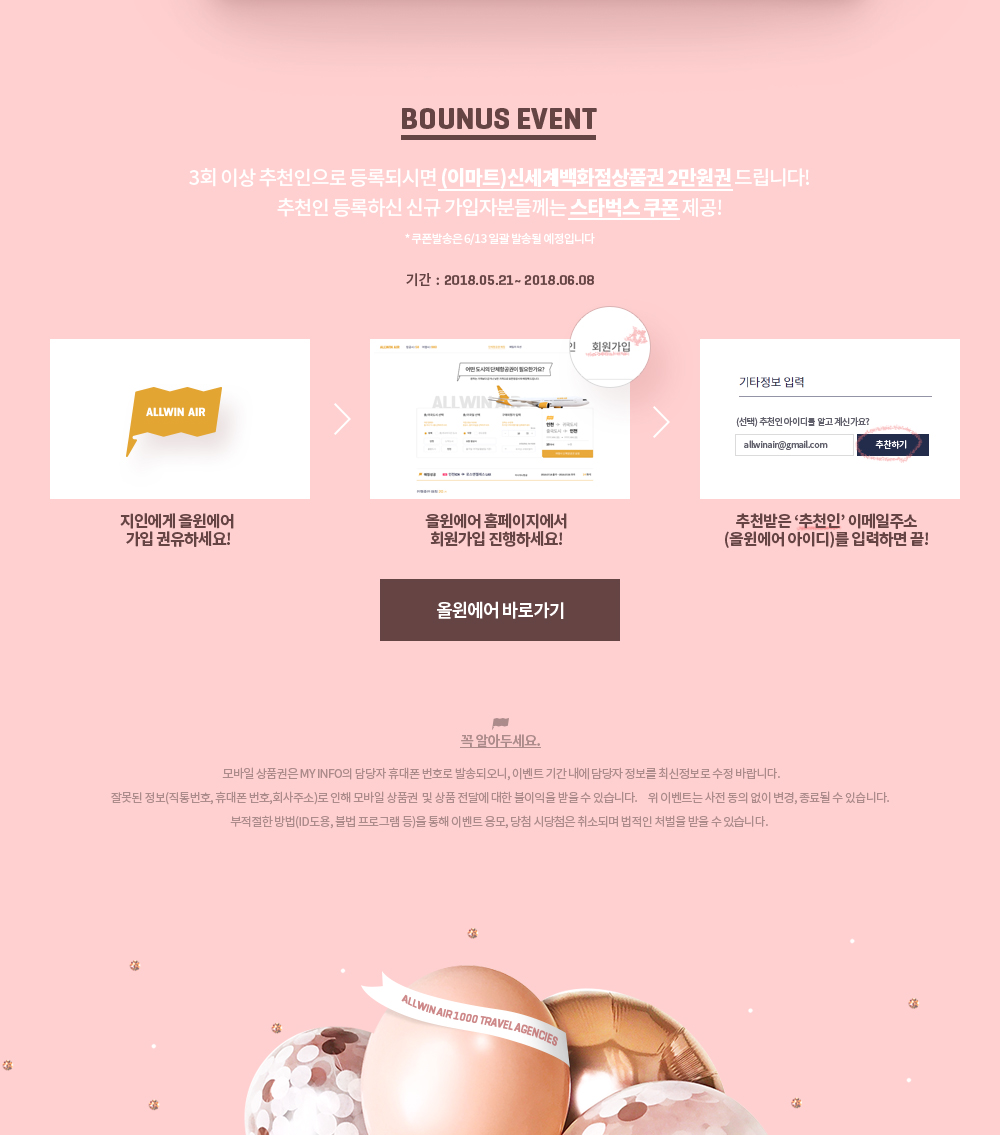 BOUNUS EVENT
3회 이상 추천인으로 등록되시면 (이마트)신세계백화점상품권 2만원권 드립니다!
추천인 등록하신 신규 가입자분들께는 스타벅스 쿠폰 제공!
* 쿠폰발송은 6/13 일괄 발송될 예정입니다
기간 : 2018.05.21~ 2018.06.08
ALLWIN AIR
인 회원가입
어떤 도시의 단체항공권이 필요한가요?
ALLWIN AI
기타정보 입력
(선택) 추천인 아이디를 알고 계신가요?
allwinair@gmail.com 추찬하기
지인에게 올윈에어
가입 권유하세요!
올윈에어 홈페이지에서
회원가입 진행하세요!
추천받은 ‘추천인’ 이메일주소
(올윈에어 아이디)를 입력하면 끝!
올윈에어 바로가기
꼭 알아두세요.
모바일 상품권은 MY INFO의 담당자 휴대폰 번호로 발송되오니, 이벤트 기간 내에 담당자 정보를 최신정보로 수정 바랍니다.
잘못된 정보(직통번호, 휴대폰 번호,회사주소)로 인해 모바일 상품권 및 상품 전달에 대한 불이익을 받을 수 있습니다. 위 이벤트는 사전 동의 없이 변경, 종료될 수 있습니다.
부적절한 방법(ID도용, 불법 프로그램 등)을 통해 이벤트 응모, 당첨 시당첨은 취소되며 법적인 처벌을 받을 수 있습니다.
ALLWIN AIR 1000 TRAVEL AGENCIES